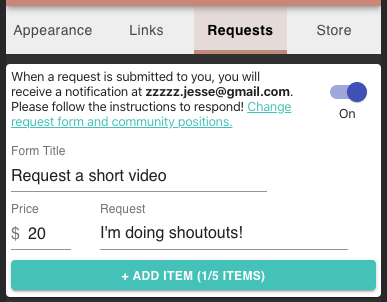 Appearance Links Requests Store
When a request is submitted to you, you will
receive a notification at zzzzz.jesse@gmail.com.
Please follow the instructions to respond! Change
request form and community positions.
On
Form Title
Request a short video
Price Request
$ 20 I'm doing shoutouts!
+ ADD ITEM (1/5 ITEMS)